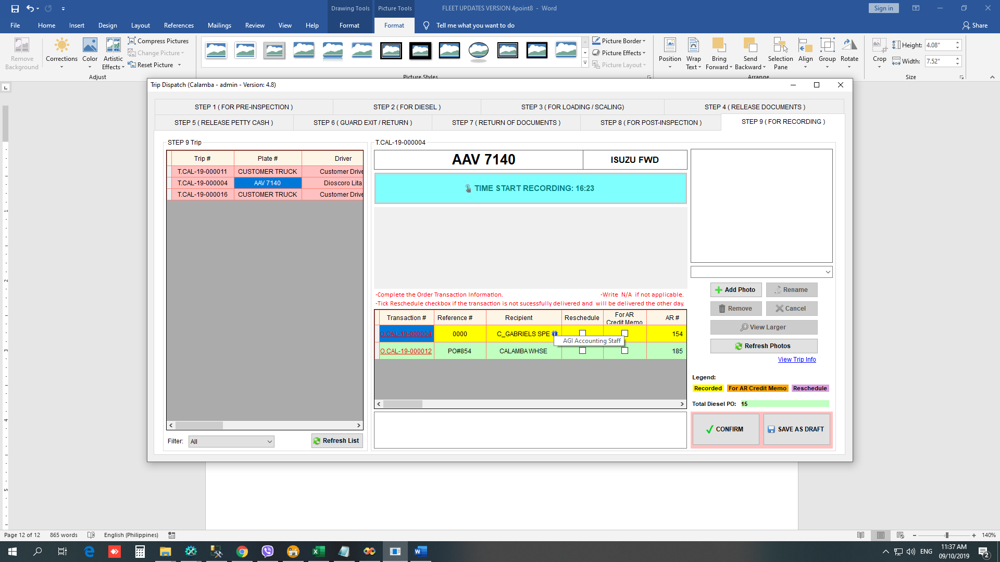 Drawing Tools
Picture Tools
FLEET UPDATES VERSION 4point8 - Word
Sign in
File Home Insert Design Layout References Mailings Review View Help Format Format Tell me what you want to do Share
Remove Background
Corrections
Color
Artistic Effects
Compress Pictures
Change Picture
Reset Picture
Adjust
Picture Styles
Picture Border
Picture Effects
Picture Layout
Position
Wrap Text
Bring Forward
Send Backward
Selection Pane
Align
Group
Rotate
Arrange
Crop
Height: 4.08"
Width: 7.52"
Size
Trip Dispatch (Calamba - admin - Version: 4.8)
STEP 1 ( FOR PRE-INSPECTION )
STEP 2 ( FOR DIESEL )
STEP 3 ( FOR LOADING / SCALING)
STEP 4 ( RELEASE DOCUMENTS )
STEP 5 ( RELEASE PETTY CASH )
STEP 6 ( GUARD EXIT / RETURN )
STEP 7 ( RETURN OF DOCUMENTS )
STEP 8 ( FOR POST-INSPECTION )
STEP 9 ( FOR RECORDING )
STEP 9 Trip
Trip # Plate # Driver
T.CAL-19-000011 CUSTOMER TRUCK Customer Drive
T.CAL-19-000004 AAV 7140 Dioscoro Lita
T.CAL-19-000016 CUSTOMER TRUCK Customer Drive
Filter: All
Refresh List
T.CAL-19-000004
AAV 7140 ISUZU FWD
TIME START RECORDING: 16:23
-Complete the Order Transaction Information. -Write N/A if not applicable.
-Tick Reschedule checkbox if the transaction is not sucessfully delivered and will be delivered the other day.
Transaction # Reference # Recipient Reschedule For AR Credit Memo AR #
O.CAL-19-000004 0000 C_GABRIELS SPE 154
AGI Accounting Staff
O.CAL-19-000012 PO#854 CALAMBA WHSE 185
Add Photo
Rename
Remove
Cancel
View Larger
Refresh Photos
View Trip Info
Legend:
Recorded For AR Credit Memo Reschedule
Total Diesel PO: 15
CONFIRM
SAVE AS DRAFT
1
2
3
4
5
Page 12 of 12 865 words English (Philippines) 140%
ENG
11:37 AM
09/10/2019
2